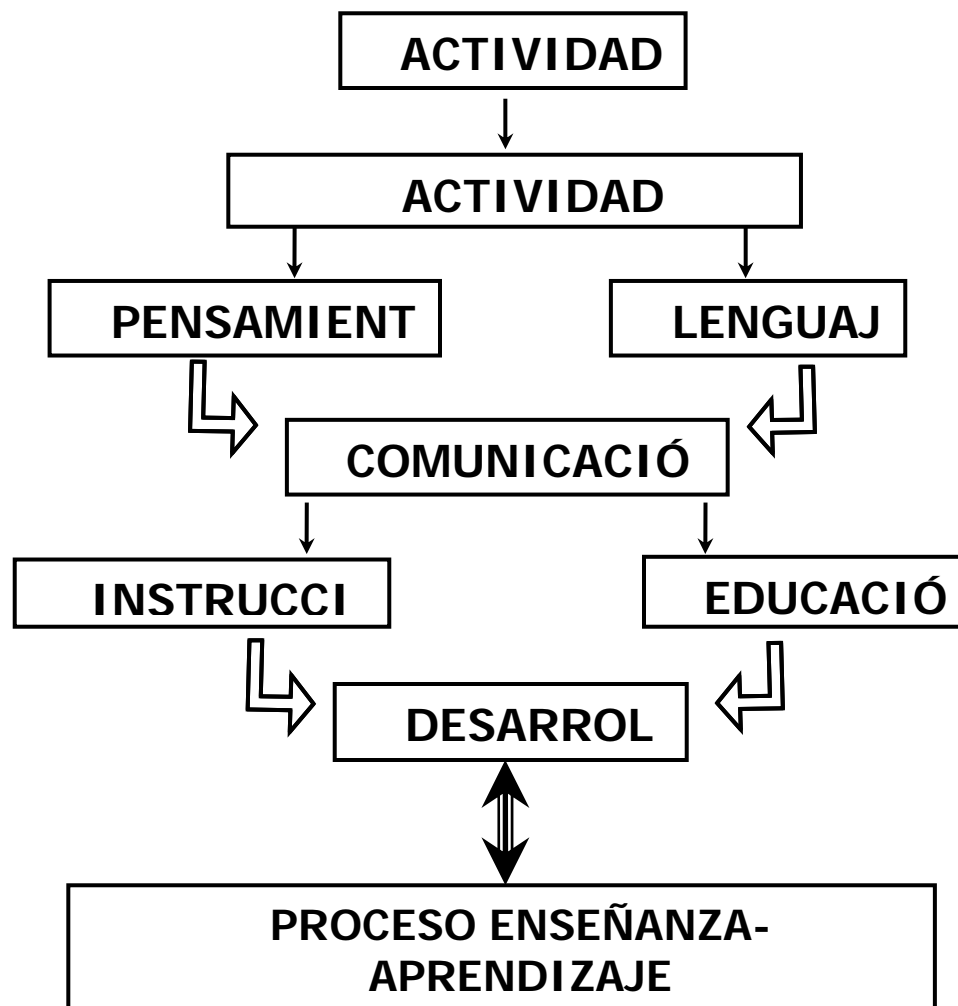 ACTIVIDAD
ACTIVIDAD
PENSAMIENT
LENGUAJ
COMUNICACIÓ
INSTRUCCI
EDUCACIÓ
DESARROL
PROCESO ENSEÑANZA-
APRENDIZAJE